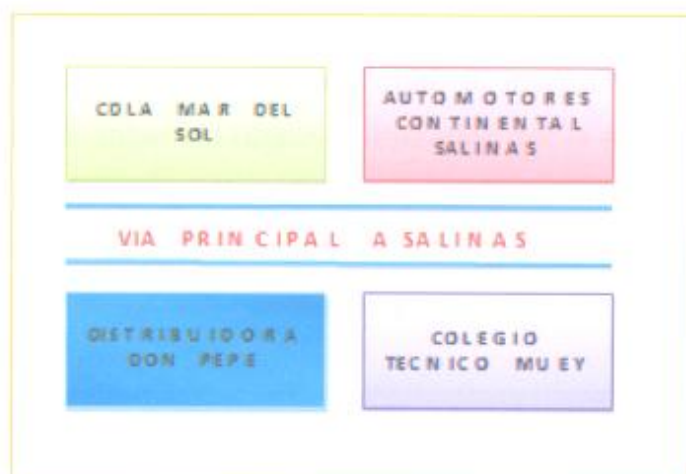 COLA MAR DEL
SOL
AUTOMOTORES
CONTINENTAL
SALINAS
VIA PRINCIPAL A SALINAS
DISTRIBUIDORA
DON PEPE
COLEGIO
TECNICO MUEY